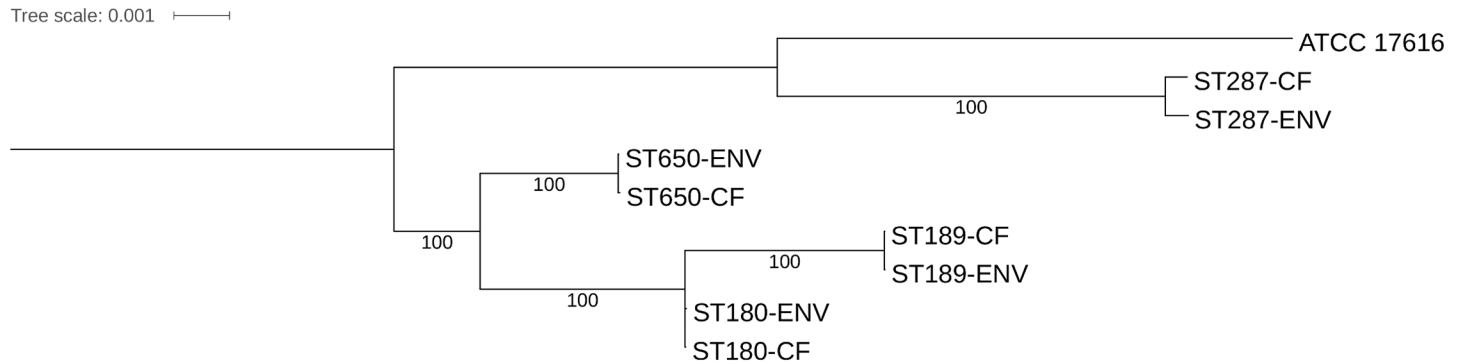 Tree scale: 0.001
ATCC 17616
ST287-CF
100
ST287-ENV
ST650-ENV
100
ST650-CF
ST189-CF
100
100
ST189-ENV
100
ST180-ENV
ST180-CF